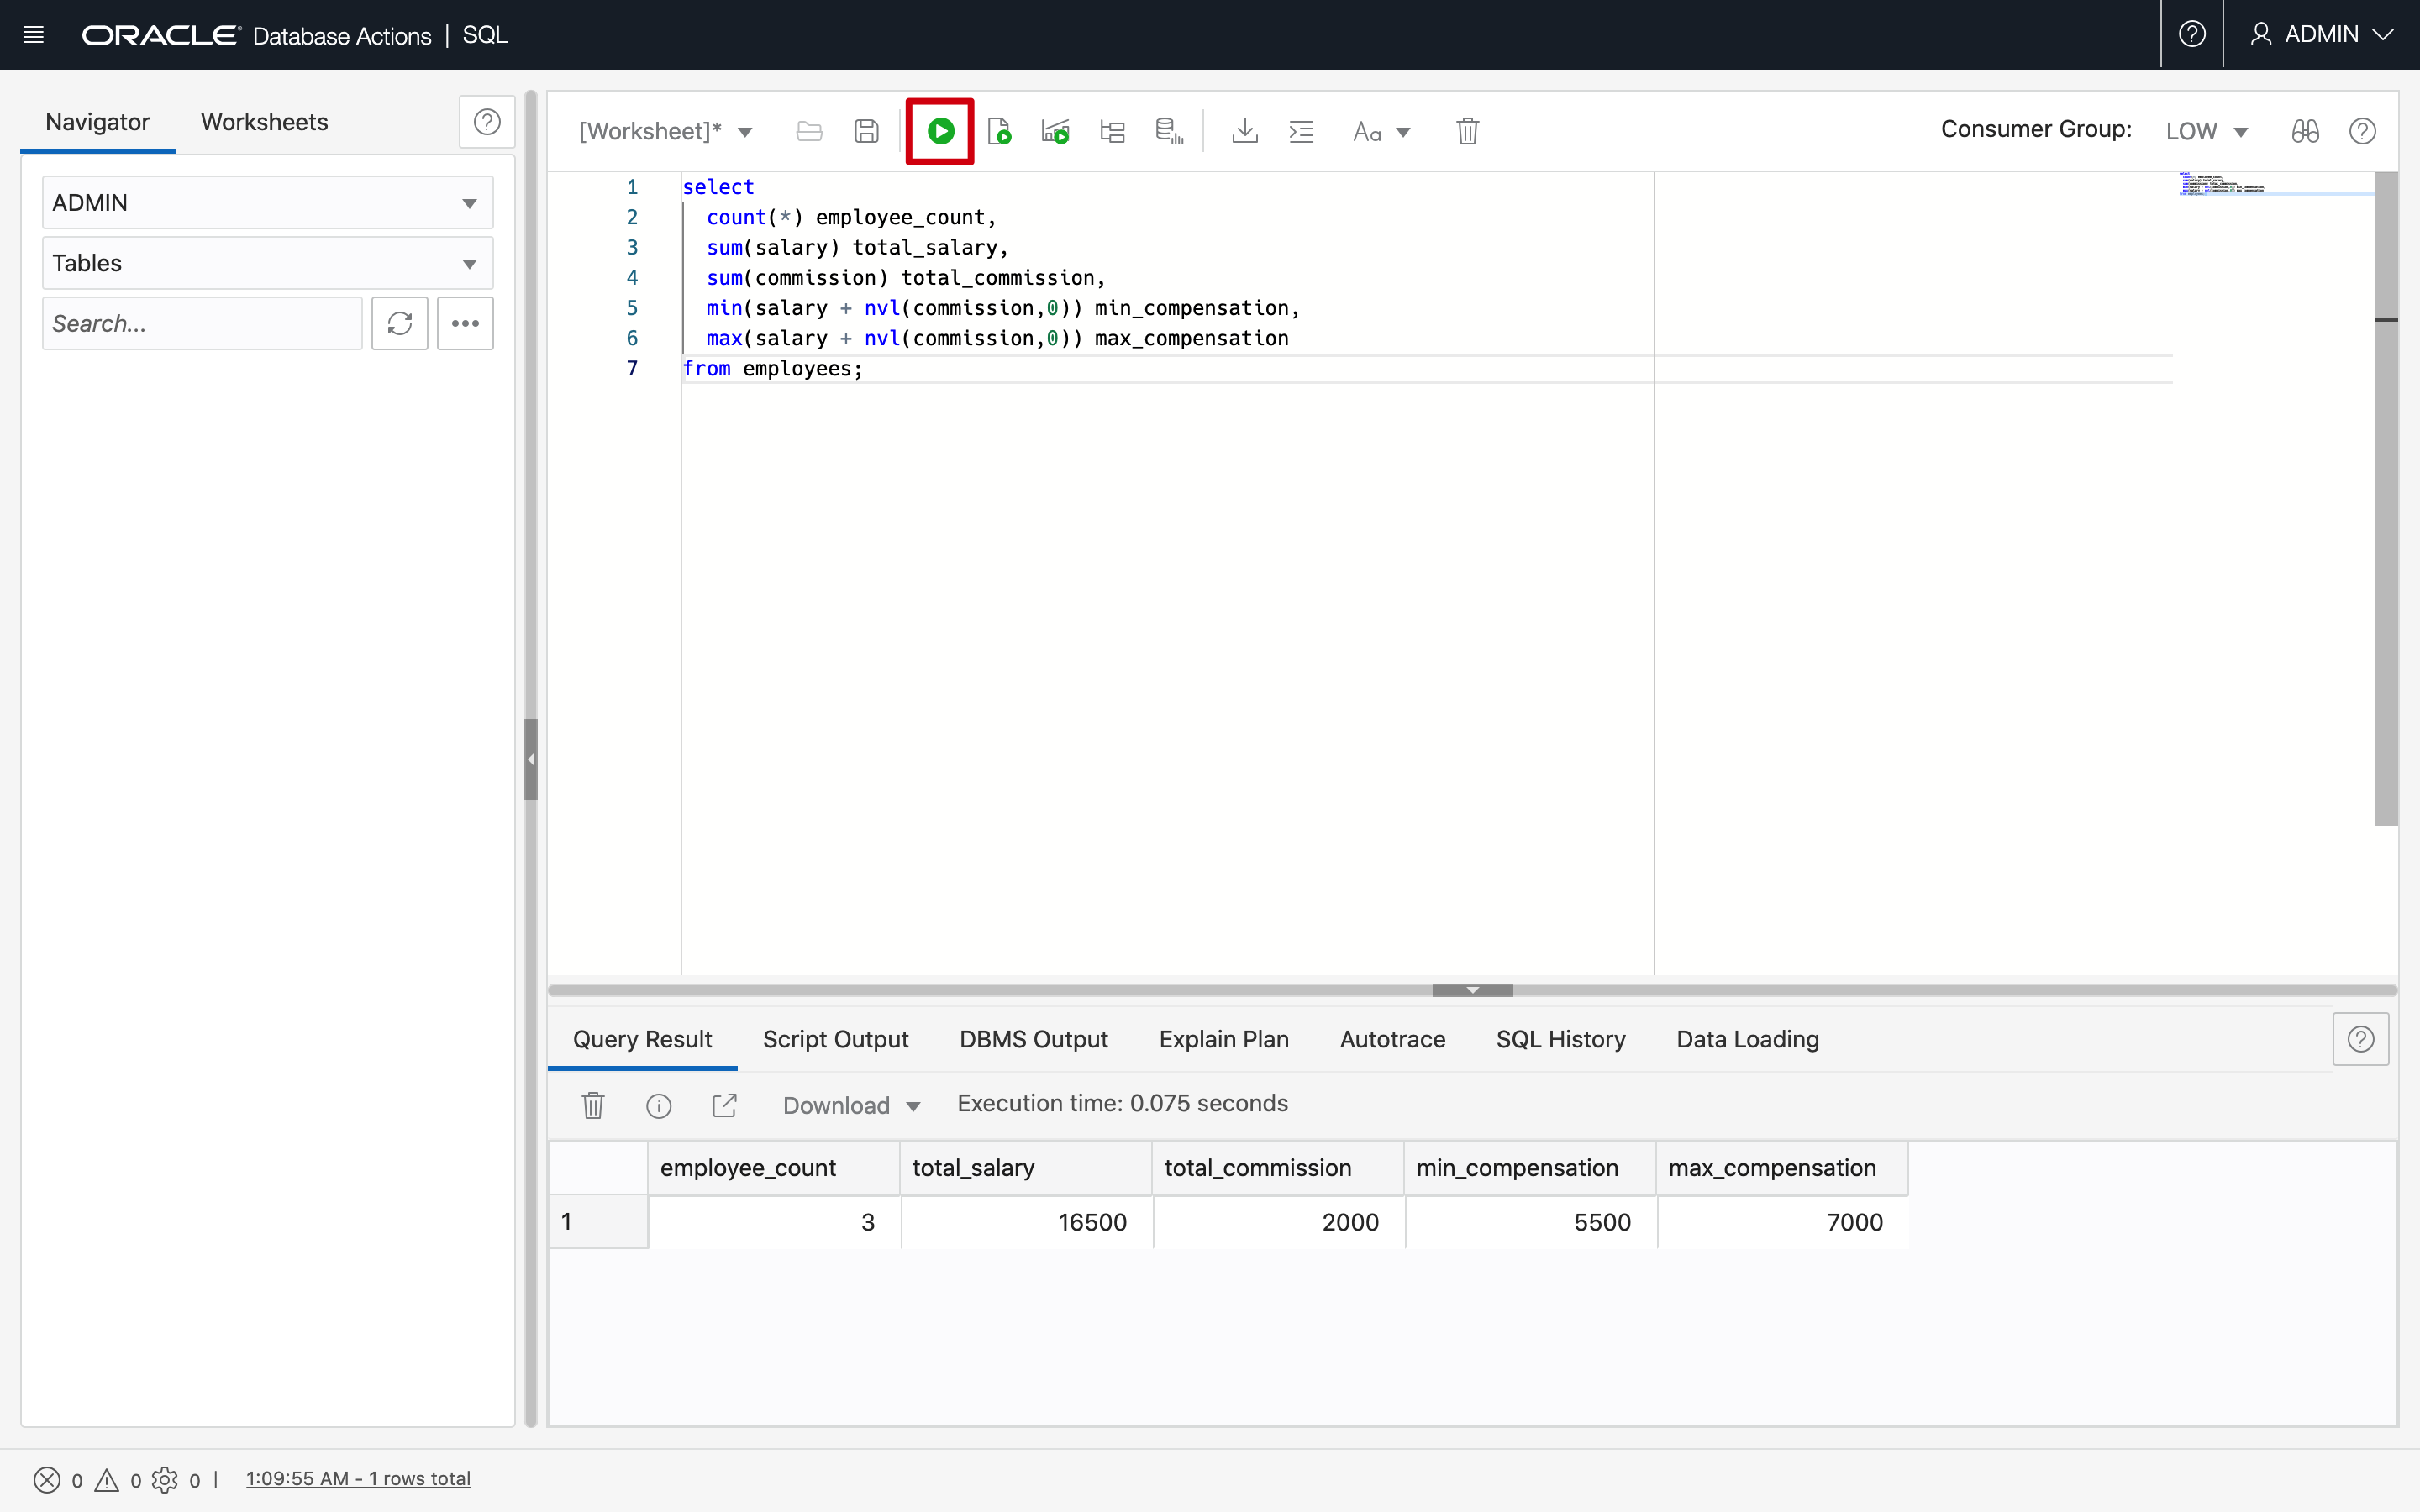 ORACLE Database Actions | SQL
ADMIN
Navigator
Worksheets
ADMIN
Tables
Search...
[Worksheet]*
Aa
Consumer Group:
LOW
1 select
2 count(*) employee_count,
3 sum(salary) total_salary,
4 sum(commission) total_commission,
5 min(salary + nvl(commission,0)) min_compensation,
6 max(salary + nvl(commission,0)) max_compensation
7 from employees;
Query Result
Script Output
DBMS Output
Explain Plan
Autotrace
SQL History
Data Loading
Download
Execution time: 0.075 seconds
employee_count total_salary total_commission min_compensation max_compensation
1 3 16500 2000 5500 7000
0 0 0 | 1:09:55 AM - 1 rows total